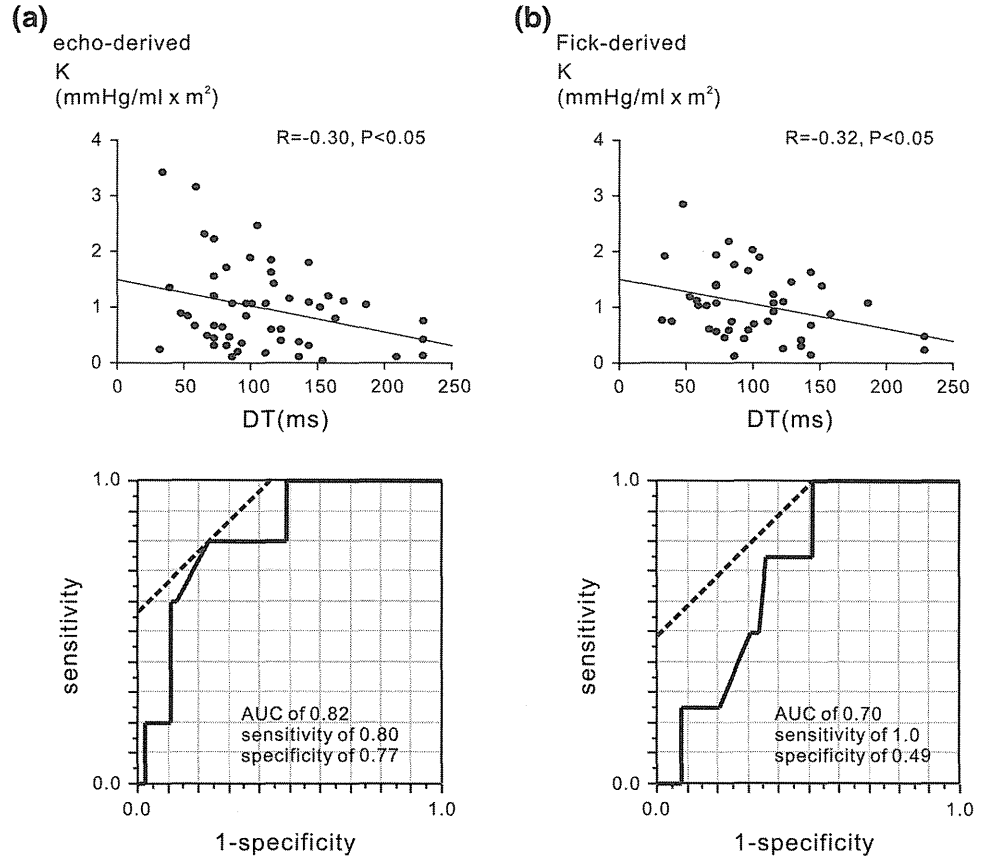 (a)
echo-derived
K
(mmHg/ml x m²)
R=-0.30, P<0.05
4
3
2
1
0
0 50 100 150 200 250
DT(ms)
(b)
Fick-derived
K
(mmHg/ml x m²)
R=-0.32, P<0.05
4
3
2
1
0
0 50 100 150 200 250
DT(ms)
1.0
sensitivity
AUC of 0.82
sensitivity of 0.80
specificity of 0.77
0.0
0.0 1.0
1-specificity
1.0
sensitivity
AUC of 0.70
sensitivity of 1.0
specificity of 0.49
0.0
0.0 1.0
1-specificity